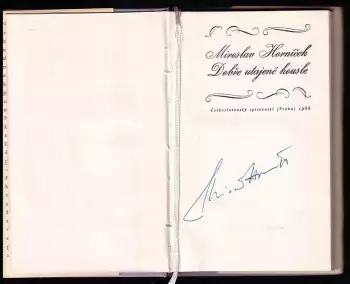 Miroslav Horníček
Dobře utajené housle
Československý spisovatel (Praha) 1966